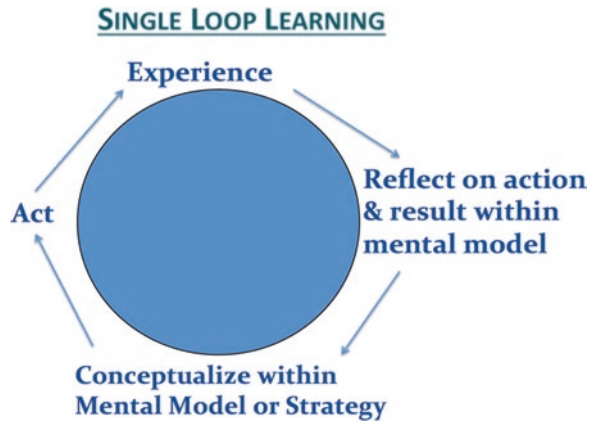 SINGLE LOOP LEARNING
Experience
Reflect on action
& result within
mental model
Act
Conceptualize within
Mental Model or Strategy